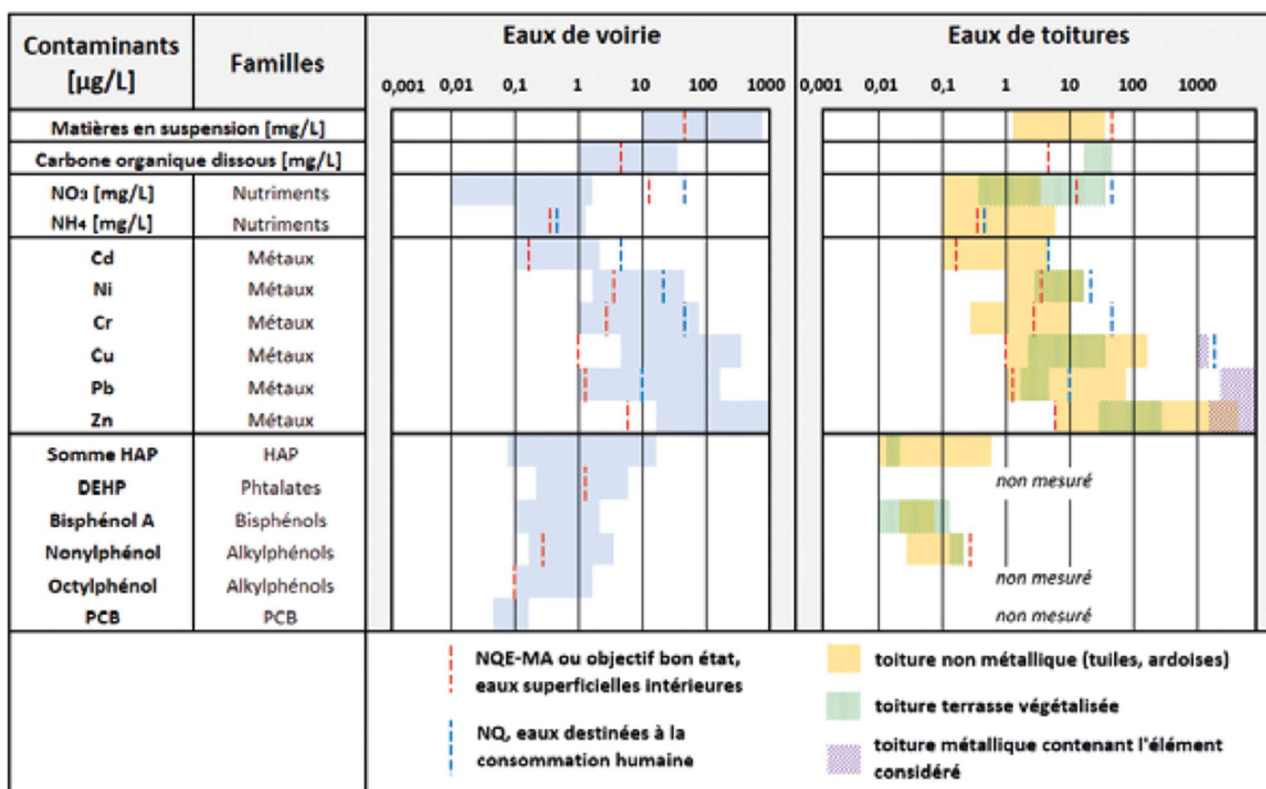 Contaminants [µg/L] Familles Eaux de voirie Eaux de toitures
0,001 0,01 0,1 1 10 100 1000 0,001 0,01 0,1 1 10 100 1000
Matières en suspension [mg/L]
Carbone organique dissous [mg/L]
NO₃ [mg/L] Nutriments
NH₄ [mg/L] Nutriments
Cd Métaux
Ni Métaux
Cr Métaux
Cu Métaux
Pb Métaux
Zn Métaux
Somme HAP HAP
DEHP Phtalates non mesuré
Bisphénol A Bisphénols
Nonylphénol Alkylphénols
Octylphénol Alkylphénols non mesuré
PCB PCB non mesuré
NQE-MA ou objectif bon état,
eaux superficielles intérieures
NQ, eaux destinées à la
consommation humaine
toiture non métallique (tuiles, ardoises)
toiture terrasse végétalisée
toiture métallique contenant l'élément
considéré